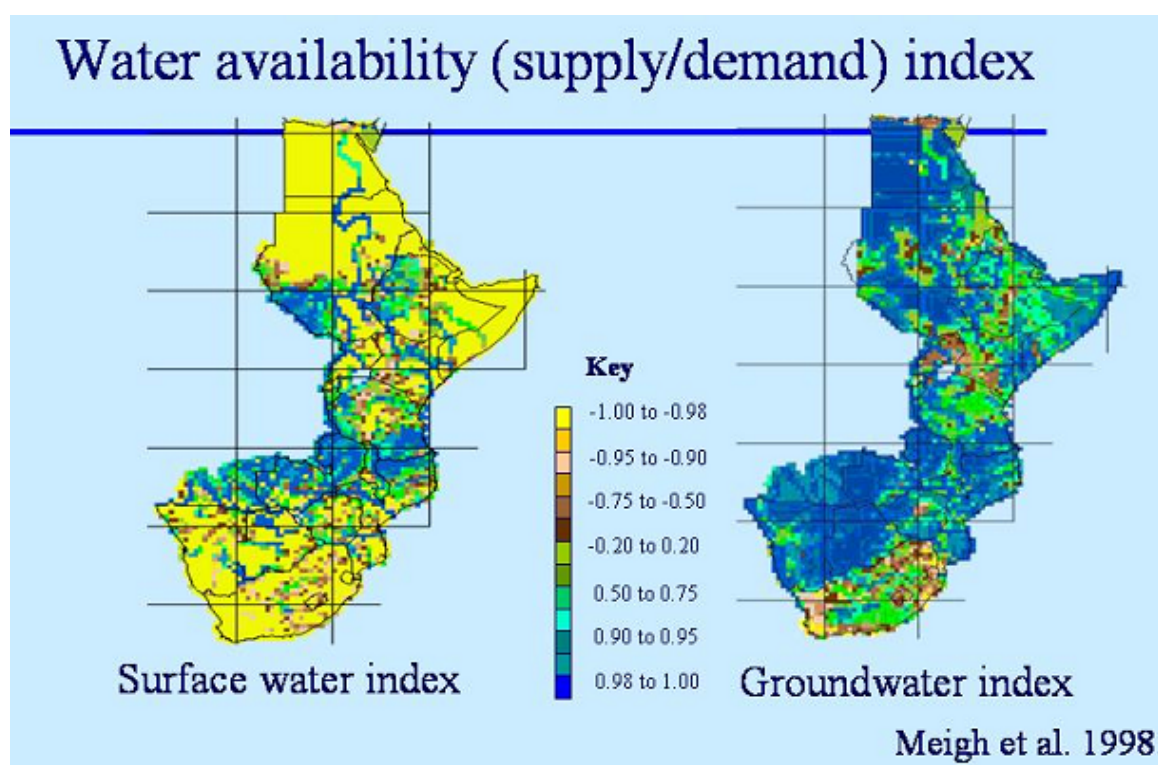 Water availability (supply/demand) index
Key
-1.00 to -0.98
-0.95 to -0.90
-0.75 to -0.50
-0.20 to 0.20
0.50 to 0.75
0.90 to 0.95
0.98 to 1.00
Surface water index
Groundwater index
Meigh et al. 1998